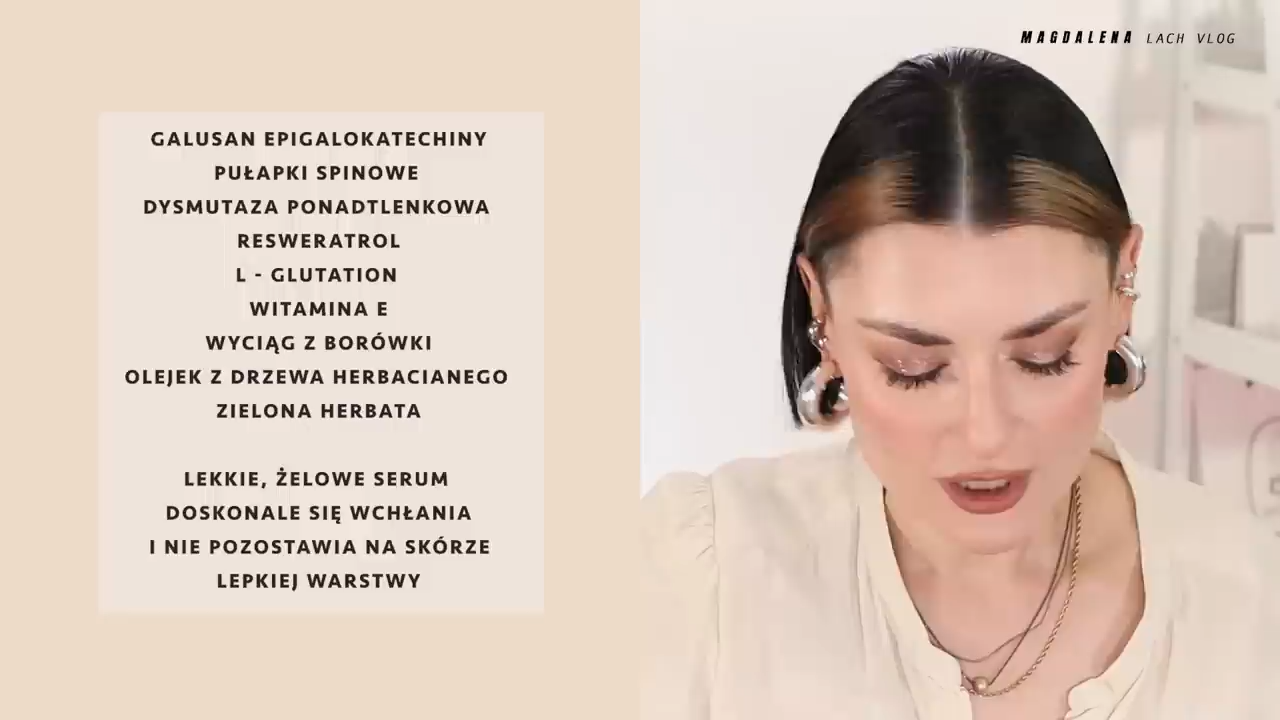 MAGDALENA LACH VLOG
GALUSAN EPIGALOKATECHINY
PUŁAPKI SPINOWE
DYSMUTAZA PONADTLENKOWA
RESWERATROL
L - GLUTATION
WITAMINA E
WYCIĄG Z BORÓWKI
OLEJEK Z DRZEWA HERBACIANEGO
ZIELONA HERBATA
LEKKIE, ŻELOWE SERUM
DOSKONALE SIĘ WCHŁANIA
I NIE POZOSTAWIA NA SKÓRZE
LEPKIEJ WARSTWY